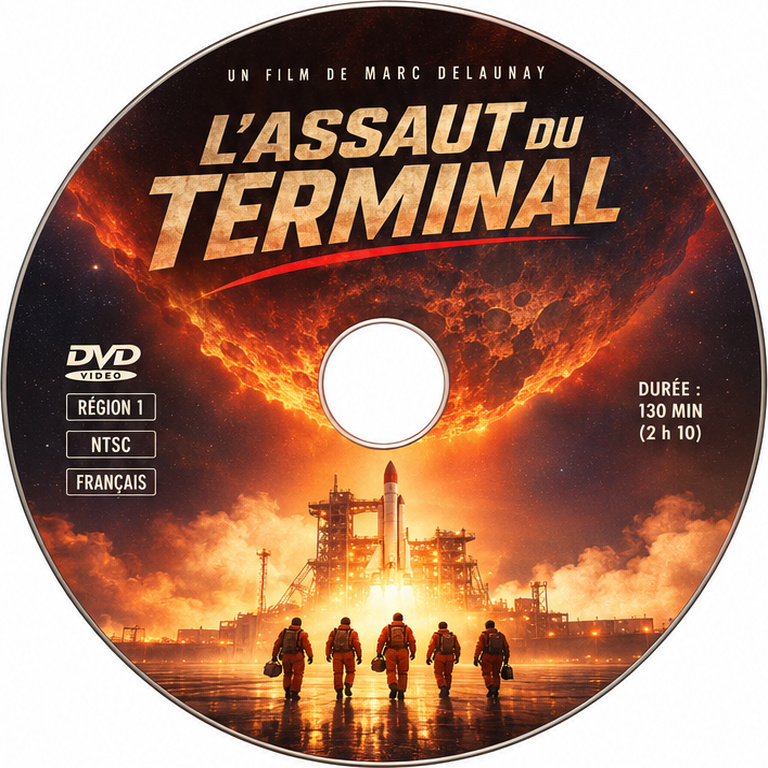 UN FILM DE MARC DELAUNAY
L'ASSAUT DU
TERMINAL
DVD
VIDEO
RÉGION 1
NTSC
FRANÇAIS
DURÉE :
130 MIN
(2 h 10)